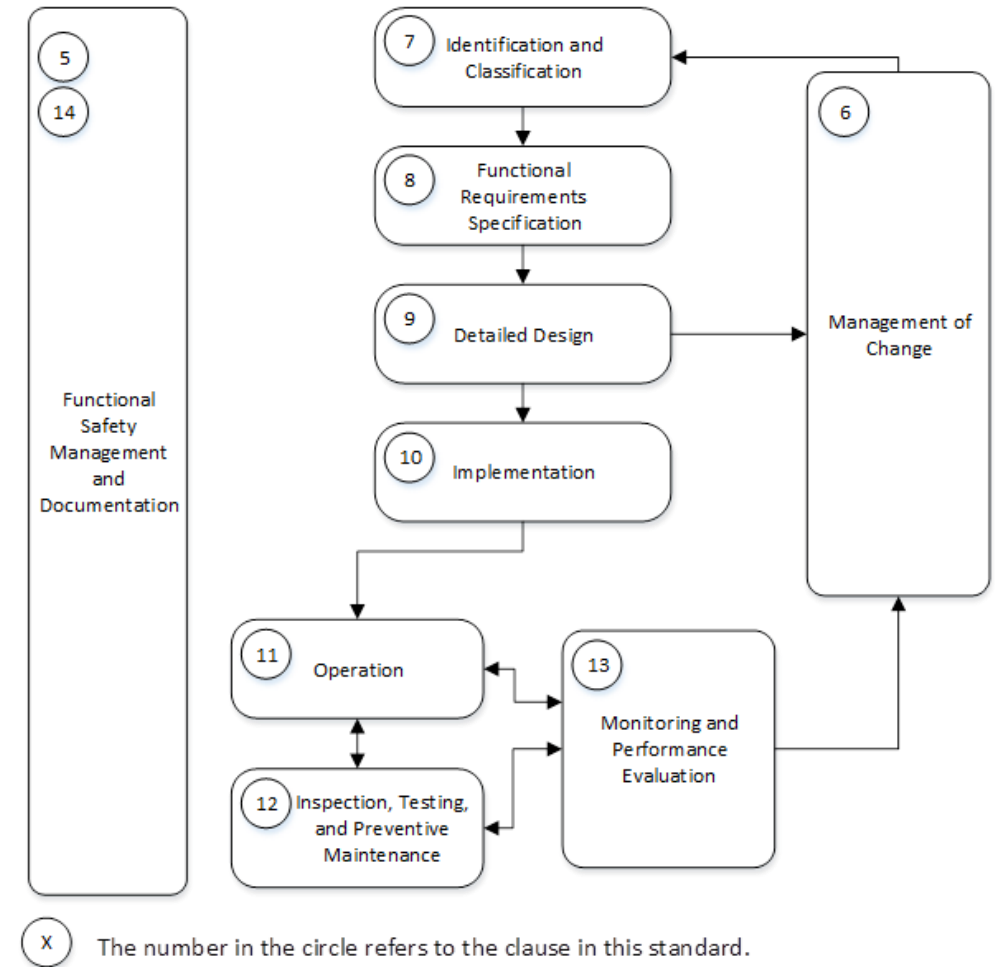 5
14
Functional
Safety
Management
and
Documentation
7
Identification and
Classification
8
Functional
Requirements
Specification
9
Detailed Design
10
Implementation
6
Management of
Change
11
Operation
12
Inspection, Testing,
and Preventive
Maintenance
13
Monitoring and
Performance
Evaluation
X
The number in the circle refers to the clause in this standard.